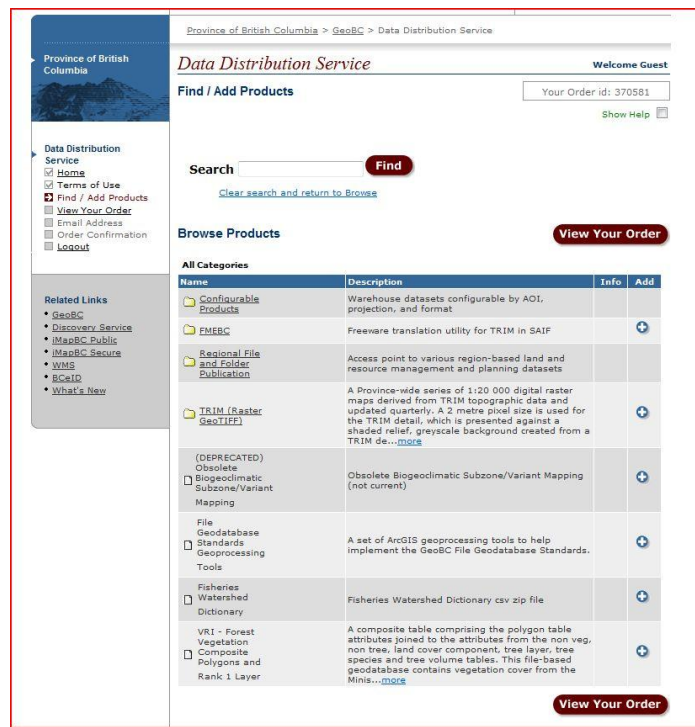 Province of British Columbia > GeoBC > Data Distribution Service
Province of British
Columbia
Data Distribution Service
Welcome Guest
Find / Add Products
Your Order id: 370581
Show Help
Data Distribution
Service
Home
Terms of Use
Find / Add Products
View Your Order
Email Address
Order Confirmation
Logout
Related Links
GeoBC
Discovery Service
iMapBC Public
iMapBC Secure
WMS
BCeID
What's New
Search
Find
Clear search and return to Browse
Browse Products
View Your Order
All Categories
Name Description Info Add
Configurable
Products
Warehouse datasets configurable by AOI,
projection, and format
FMEBC
Freeware translation utility for TRIM in SAIF
Regional File
and Folder
Publication
Access point to various region-based land and
resource management and planning datasets
TRIM (Raster
GeoTIFF)
A Province-wide series of 1:20 000 digital raster
maps derived from TRIM topographic data and
updated quarterly. A 2 metre pixel size is used for
the TRIM detail, which is presented against a
shaded relief, greyscale background created from a
TRIM de...more
(DEPRECATED)
Obsolete
Biogeoclimatic
Subzone/Variant
Mapping
Obsolete Biogeoclimatic Subzone/Variant Mapping
(not current)
File
Geodatabase
Standards
Geoprocessing
Tools
A set of ArcGIS geoprocessing tools to help
implement the GeoBC File Geodatabase Standards.
Fisheries
Watershed
Dictionary
Fisheries Watershed Dictionary csv zip file
VRI - Forest
Vegetation
Composite
Polygons and
Rank 1 Layer
A composite table comprising the polygon table
attributes joined to the attributes from the non veg,
non tree, land cover component, tree layer, tree
species and tree volume tables. This file-based
geodatabase contains vegetation cover from the
Minis...more
View Your Order